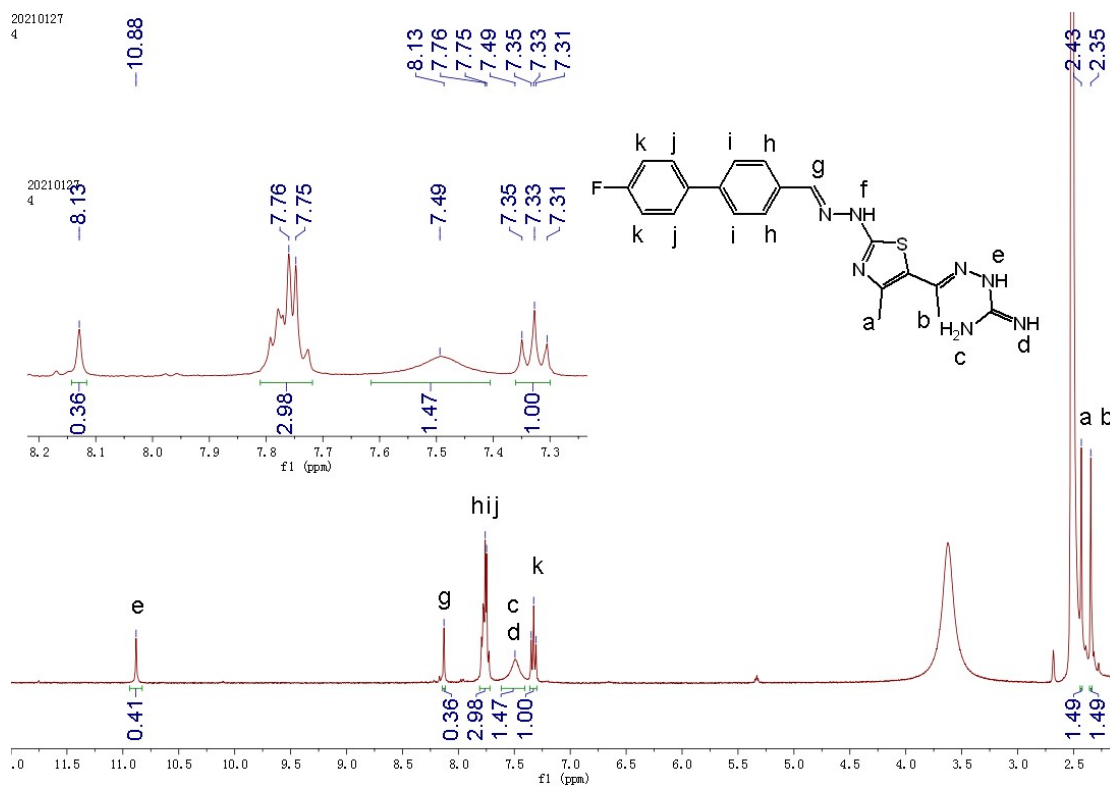 20210127
4
10.88
8.13
7.76
7.75
7.49
7.35
7.33
7.31
2.43
2.35
20210127
4
8.13
7.76
7.75
7.49
7.35
7.33
7.31
0.36
2.98
1.47
1.00
8.2 8.1 8.0 7.9 7.8 7.7 7.6 7.5 7.4 7.3
f1 (ppm)
k j i h
g
F
f
N NH
k j i h
S
N
e
N NH
a
b
H2N
NH
c
d
a b
hij
k
e
g
c
d
0.41
0.36
2.98
1.47
1.00
1.49
1.49
.0 11.5 11.0 10.5 10.0 9.5 9.0 8.5 8.0 7.5 7.0 6.5 6.0 5.5 5.0 4.5 4.0 3.5 3.0 2.5
f1 (ppm)